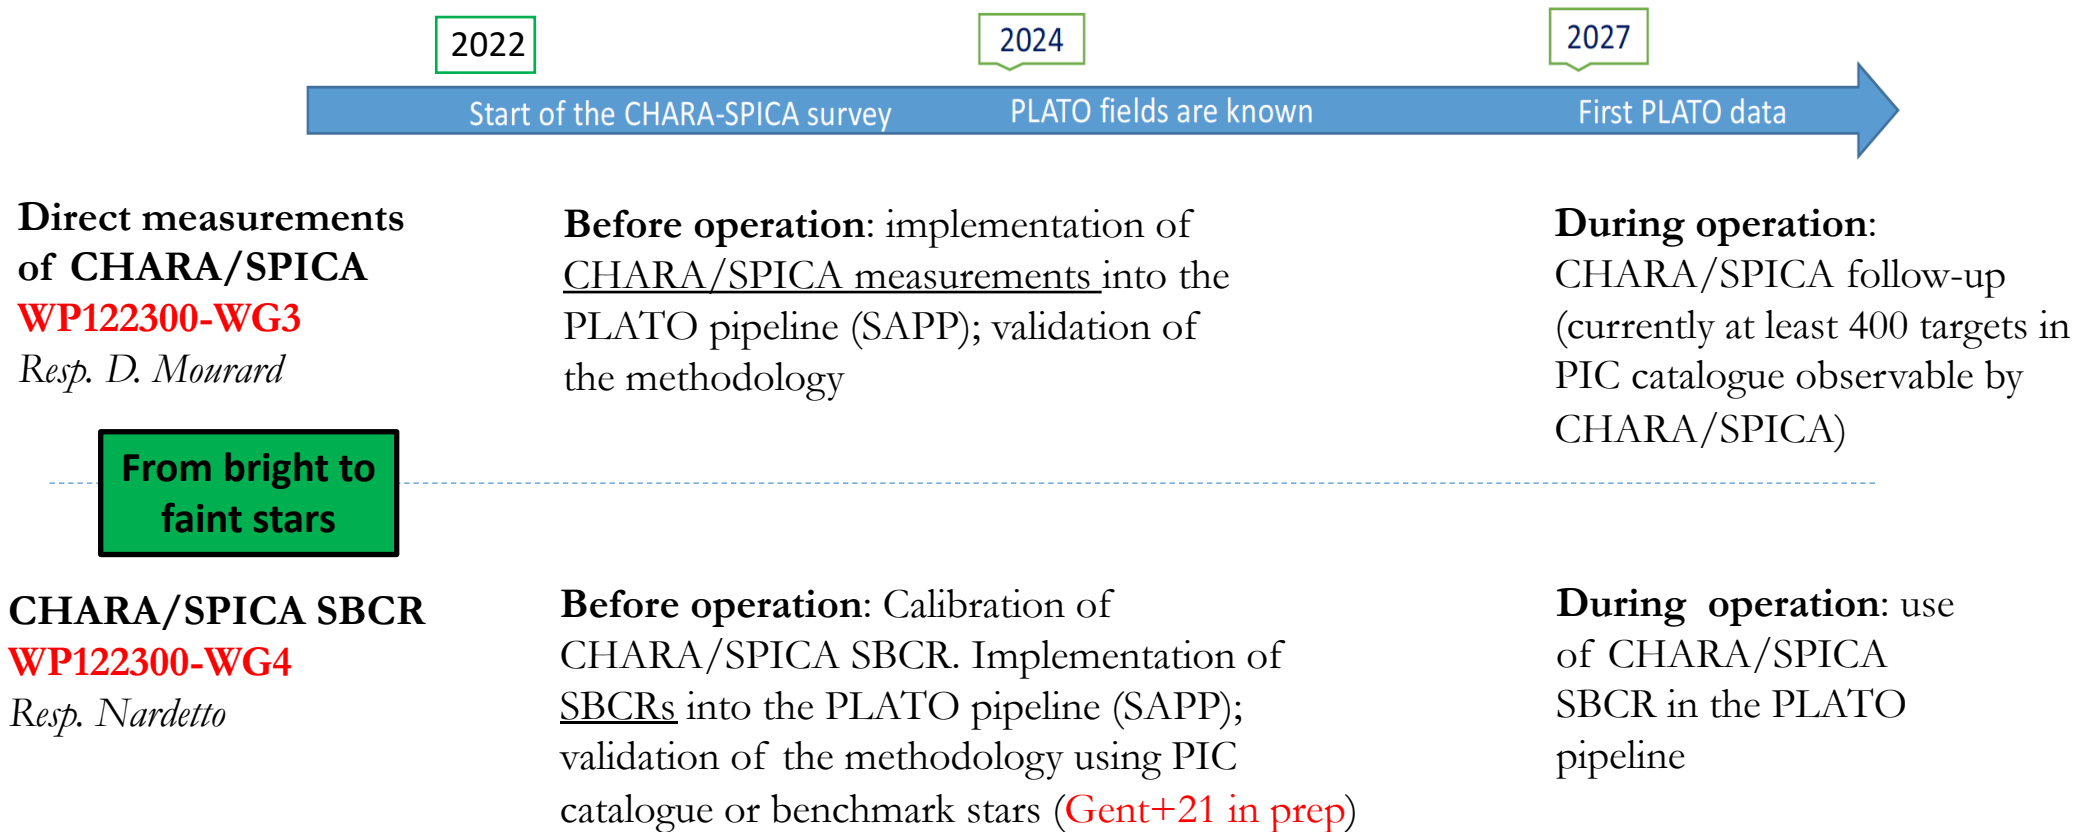 2022
2024
2027
Start of the CHARA-SPICA survey
PLATO fields are known
First PLATO data
Direct measurements
of CHARA/SPICA
WP122300-WG3
Resp. D. Mourard
Before operation: implementation of
CHARA/SPICA measurements into the
PLATO pipeline (SAPP); validation of
the methodology
During operation:
CHARA/SPICA follow-up
(currently at least 400 targets in
PIC catalogue observable by
CHARA/SPICA)
From bright to
faint stars
CHARA/SPICA SBCR
WP122300-WG4
Resp. Nardetto
Before operation: Calibration of
CHARA/SPICA SBCR. Implementation of
SBCRs into the PLATO pipeline (SAPP);
validation of the methodology using PIC
catalogue or benchmark stars (Gent+21 in prep)
During operation: use
of CHARA/SPICA
SBCR in the PLATO
pipeline